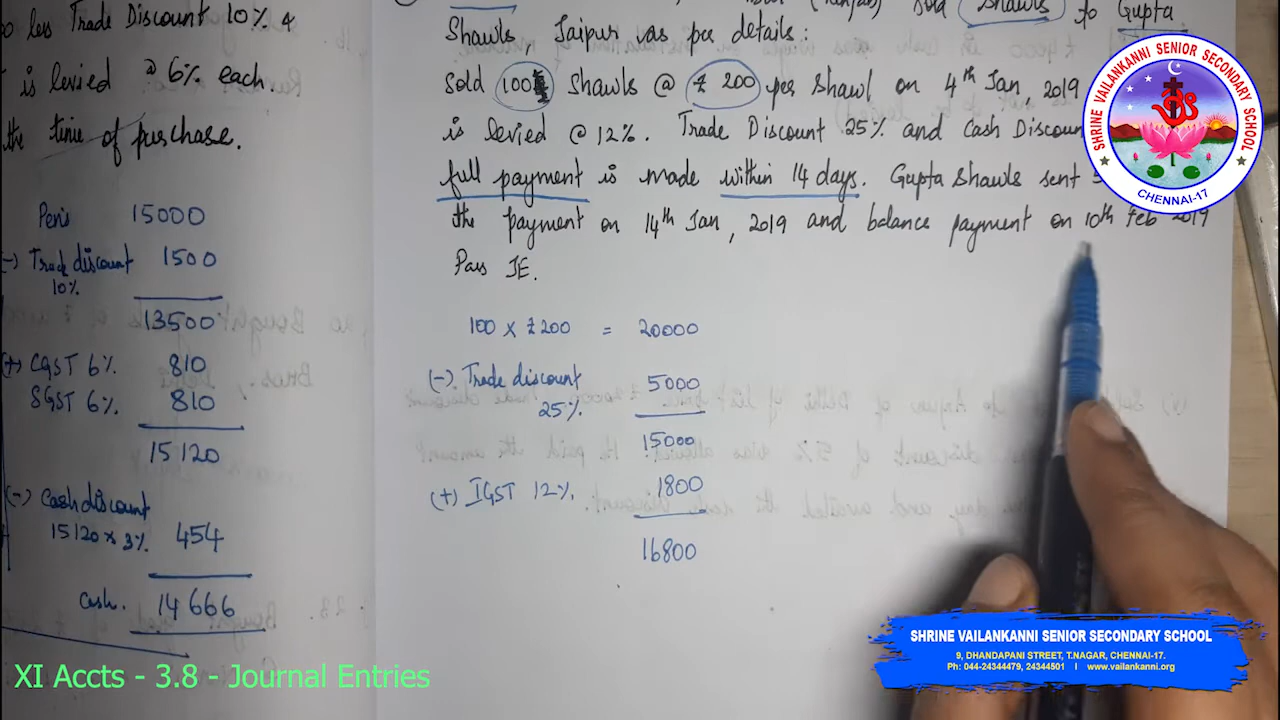 less Trade Discount 10% &
is levied @ 6% each.
the time of purchase.
Pens 15000
(-) Trade discount 1500
10%
13500
(+) CGST 6% 810
SGST 6% 810
15120
(-) Cash discount
15120 x 3% 454
cash. 14666
sold Shawls to Gupta
Shawls, Jaipur as per details:
Sold 100 Shawls @ ₹ 200 per Shawl on 4th Jan, 2019
is levied @ 12%. Trade Discount 25% and Cash
full payment is made within 14 days. Gupta Shawls sent
the payment on 14th Jan, 2019 and balance payment on 10th Feb 2019
Pass JE.
100 x ₹200 = 20000
(-) Trade discount 5000
25%
15000
(+) IGST 12% 1800
16800
SHRINE VAILANKANNI SENIOR SECONDARY SCHOOL
CHENNAI-17
SHRINE VAILANKANNI SENIOR SECONDARY SCHOOL
9, DHANDAPANI STREET, T.NAGAR, CHENNAI-17.
Ph: 044-24344479, 24344501 I www.vailankanni.org
XI Accts - 3.8 - Journal Entries